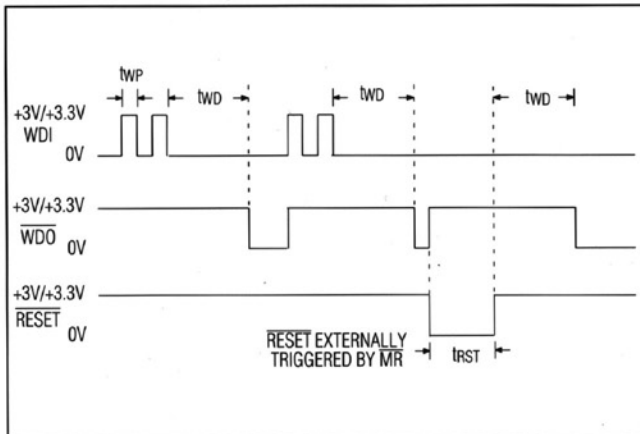 tWP
tWD
tWD
tWD
+3V/+3.3V
WDI
0V
+3V/+3.3V
WDO
0V
+3V/+3.3V
RESET
0V
RESET EXTERNALLY
TRIGGERED BY MR
tRST